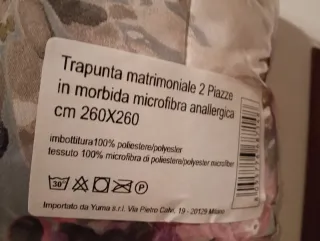 Trapunta matrimoniale 2 Piazze
in morbida microfibra anallergica
cm 260X260
imbottitura100% poliestere/polyester
tessuto 100% microfibra di poliestere/polyester microfiber
30°
P
Importato da Yuma s.r.l. Via Pietro Calvi, 19 - 20129 Milano